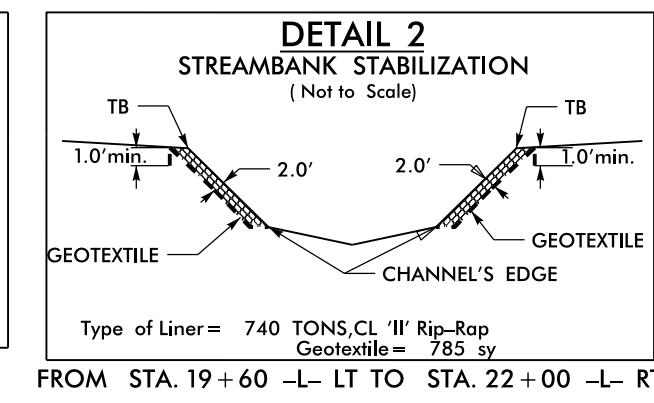 DETAIL 2
STREAMBANK STABILIZATION
( Not to Scale)
TB
TB
1.0'min.
2.0'
2.0'
1.0'min.
GEOTEXTILE
GEOTEXTILE
CHANNEL'S EDGE
Type of Liner= 740 TONS,CL 'II' Rip-Rap
Geotextile= 785 sy
FROM STA. 19+60 -L- LT TO STA. 22+00 -L- RT